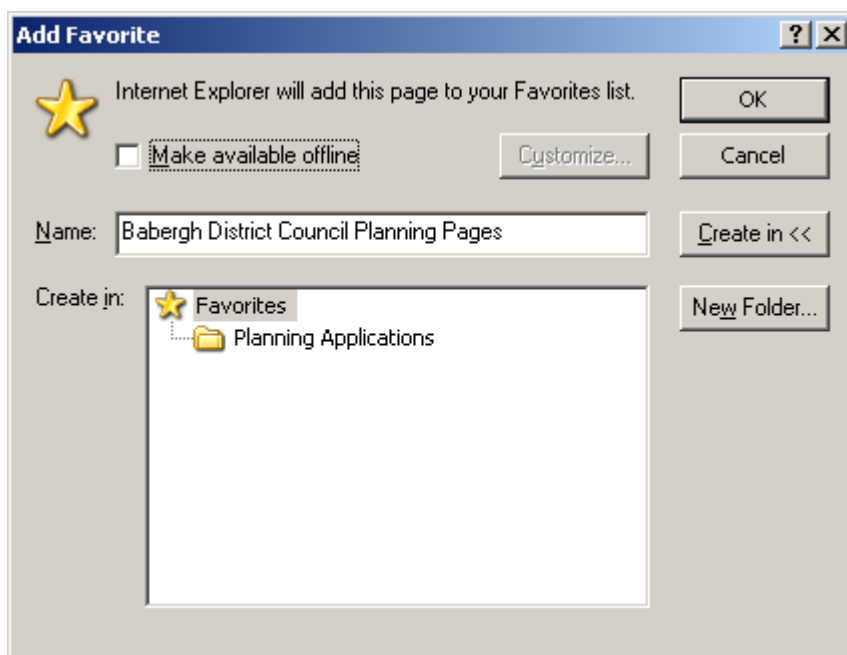 Add Favorite
Internet Explorer will add this page to your Favorites list.
OK
Make available offline
Customize...
Cancel
Name:
Babergh District Council Planning Pages
Create in <<
Create in:
Favorites
New Folder...
Planning Applications